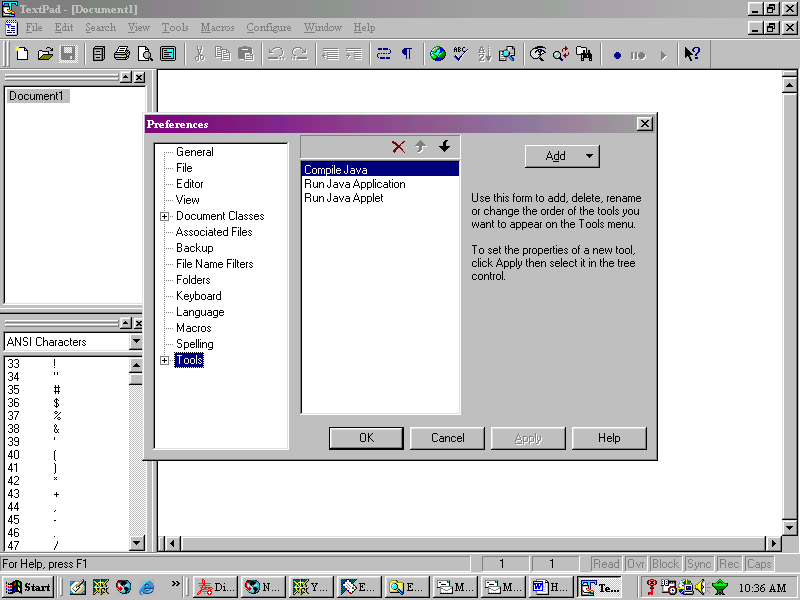 TextPad - [Document1]
File Edit Search View Tools Macros Configure Window Help
Document1
ANSI Characters
33 !
34 "
35 #
36 $
37 %
38 &
39 '
40 (
41 )
42 *
43 +
44 ,
45 -
46 .
47 /
Preferences
General
File
Editor
View
Document Classes
Associated Files
Backup
File Name Filters
Folders
Keyboard
Language
Macros
Spelling
Tools
Compile Java
Run Java Application
Run Java Applet
Add
Use this form to add, delete, rename
or change the order of the tools you
want to appear on the Tools menu.
To set the properties of a new tool,
click Apply then select it in the tree
control.
OK Cancel Apply Help
For Help, press F1
1 1 Read Ovr Block Sync Rec Caps
Start » Di... N... Y... E... E... M... M... H... Te... 10:36 AM